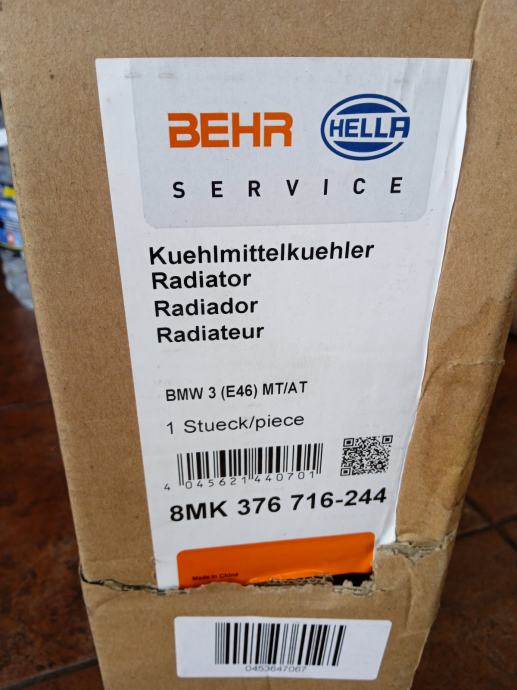 BEHR HELLA
SERVICE
Kuehlmittelkuehler
Radiator
Radiador
Radiateur
BMW 3 (E46) MT/AT
1 Stueck/piece
4 045621 440701
8MK 376 716-244
Made in China
0453647067